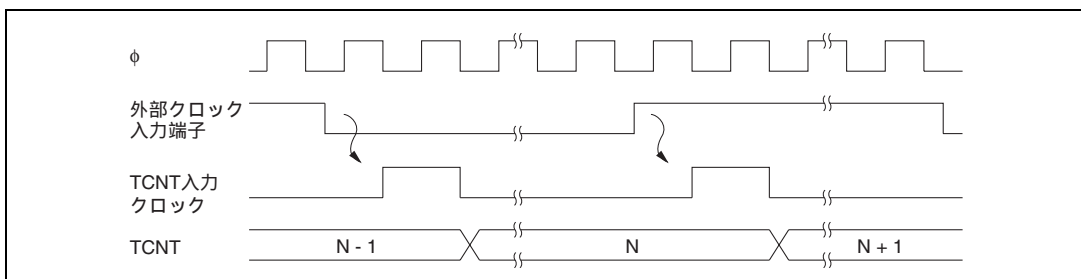 φ
外部クロック
入力端子
TCNT入力
クロック
TCNT
N - 1
N
N + 1